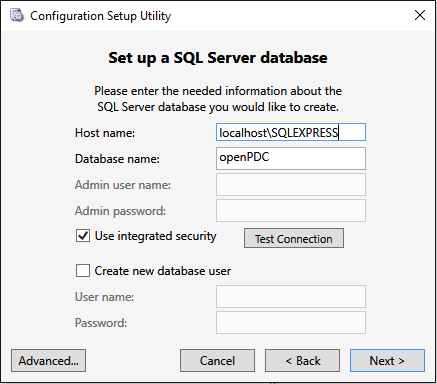 Configuration Setup Utility
Set up a SQL Server database
Please enter the needed information about the
SQL Server database you would like to create.
Host name:
localhost\SQLEXPRESS
Database name:
openPDC
Admin user name:
Admin password:
Use integrated security
Test Connection
Create new database user
User name:
Password:
Advanced...
Cancel
< Back
Next >